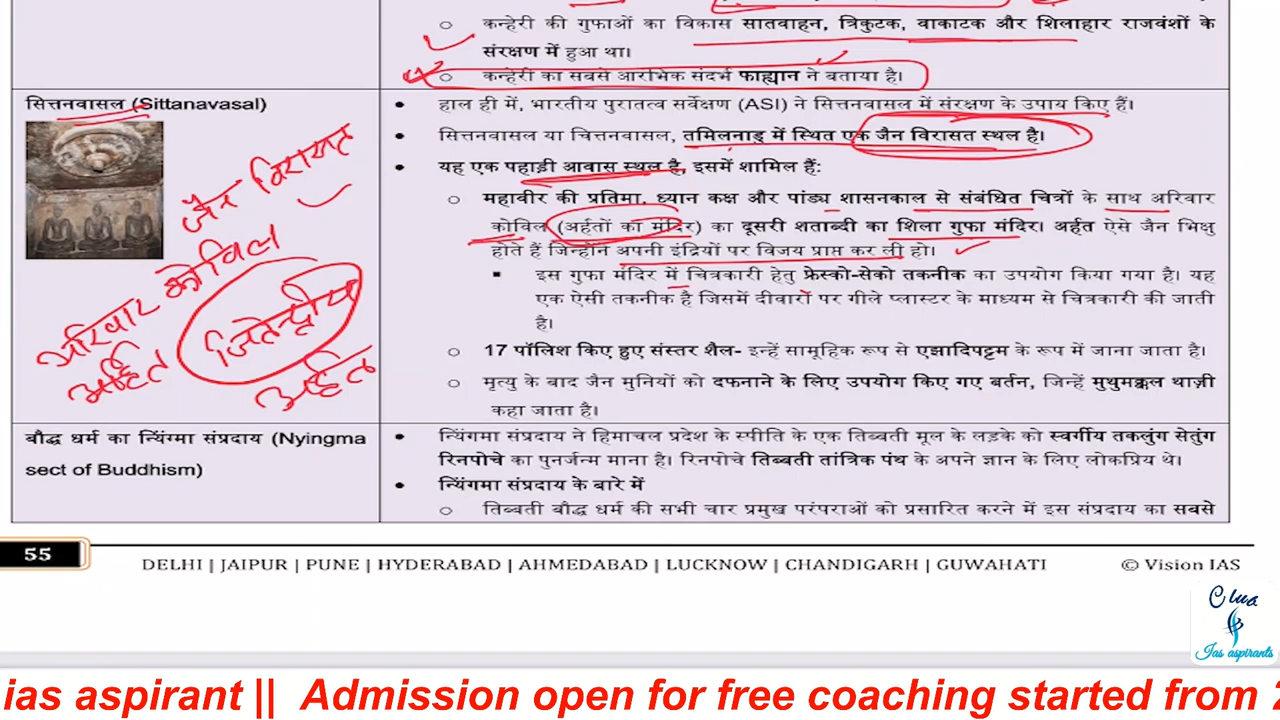 कन्हेरी की गुफाओं का विकास सातवाहन, त्रिकुटक, वाकाटक और शिलाहार राजवंशों के
संरक्षण में हुआ था।
कन्हेरी का सबसे आरंभिक संदर्भ फाह्यान ने बताया है।
सित्तनवासल (Sittanavasal)
जैन विरासत
अरिवार कोविल
अर्हत
जितेन्द्रीय
अर्हत
हाल ही में, भारतीय पुरातत्व सर्वेक्षण (ASI) ने सित्तनवासल में संरक्षण के उपाय किए हैं।
सित्तनवासल या चित्तनवासल, तमिलनाडु में स्थित एक जैन विरासत स्थल है।
यह एक पहाड़ी आवास स्थल है, इसमें शामिल हैं:
महावीर की प्रतिमा, ध्यान कक्ष और पांड्य शासनकाल से संबंधित चित्रों के साथ अरिवार
कोविल (अर्हतों का मंदिर) का दूसरी शताब्दी का शिला गुफा मंदिर। अर्हत ऐसे जैन भिक्षु
होते हैं जिन्होंने अपनी इंद्रियों पर विजय प्राप्त कर ली हो।
इस गुफा मंदिर में चित्रकारी हेतु फ्रेस्को-सेको तकनीक का उपयोग किया गया है। यह
एक ऐसी तकनीक है जिसमें दीवारों पर गीले प्लास्टर के माध्यम से चित्रकारी की जाती
है।
17 पॉलिश किए हुए संस्तर शैल- इन्हें सामूहिक रूप से एझादिपट्टम के रूप में जाना जाता है।
मृत्यु के बाद जैन मुनियों को दफनाने के लिए उपयोग किए गए बर्तन, जिन्हें मुथुमक्कल थाज़ी
कहा जाता है।
बौद्ध धर्म का न्यिंग्मा संप्रदाय (Nyingma
sect of Buddhism)
न्यिंगमा संप्रदाय ने हिमाचल प्रदेश के स्पीति के एक तिब्बती मूल के लड़के को स्वर्गीय तकलुंग सेतुंग
रिनपोचे का पुनर्जन्म माना है। रिनपोचे तिब्बती तांत्रिक पंथ के अपने ज्ञान के लिए लोकप्रिय थे।
न्यिंगमा संप्रदाय के बारे में
तिब्बती बौद्ध धर्म की सभी चार प्रमुख परंपराओं को प्रसारित करने में इस संप्रदाय का सबसे
55
DELHI | JAIPUR | PUNE | HYDERABAD | AHMEDABAD | LUCKNOW | CHANDIGARH | GUWAHATI
© Vision IAS
Ias aspirants
ias aspirant || Admission open for free coaching started from 2